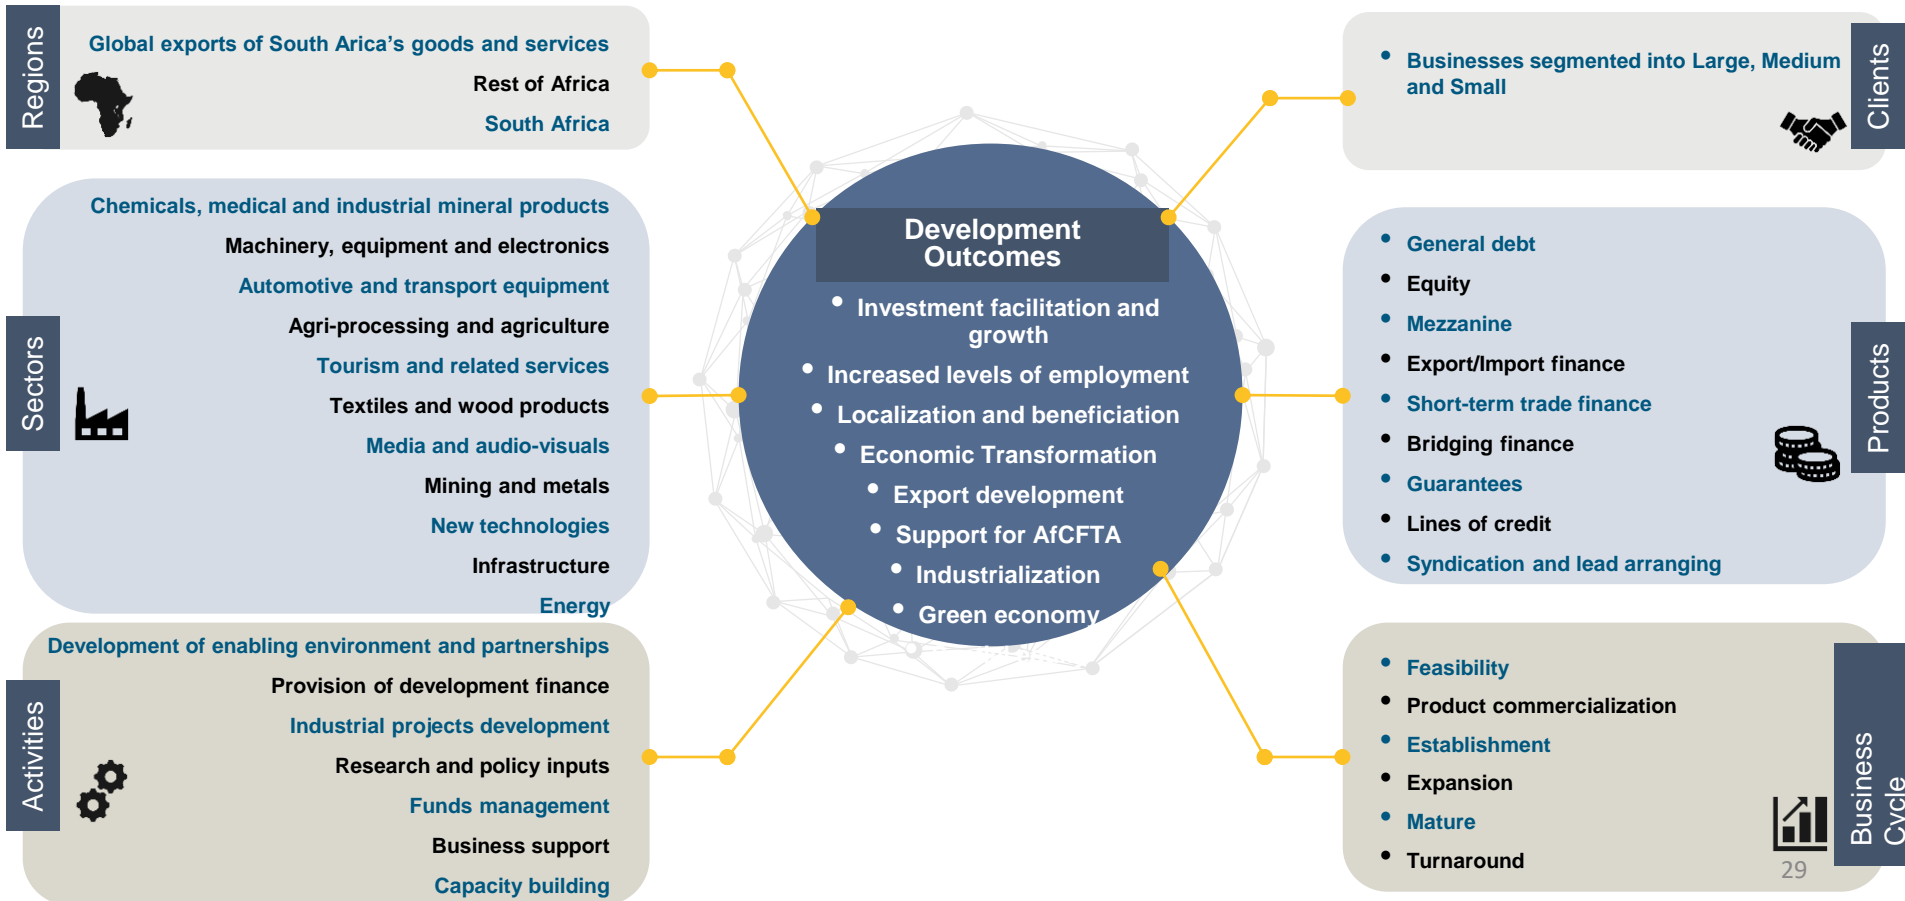 Regions
Global exports of South Arica’s goods and services
Rest of Africa
South Africa
Sectors
Chemicals, medical and industrial mineral products
Machinery, equipment and electronics
Automotive and transport equipment
Agri-processing and agriculture
Tourism and related services
Textiles and wood products
Media and audio-visuals
Mining and metals
New technologies
Infrastructure
Energy
Activities
Development of enabling environment and partnerships
Provision of development finance
Industrial projects development
Research and policy inputs
Funds management
Business support
Capacity building
Development
Outcomes
• Investment facilitation and
growth
• Increased levels of employment
• Localization and beneficiation
• Economic Transformation
• Export development
• Support for AfCFTA
• Industrialization
• Green economy
Clients
• Businesses segmented into Large, Medium
and Small
Products
• General debt
• Equity
• Mezzanine
• Export/Import finance
• Short-term trade finance
• Bridging finance
• Guarantees
• Lines of credit
• Syndication and lead arranging
Business
Cycle
• Feasibility
• Product commercialization
• Establishment
• Expansion
• Mature
• Turnaround
29